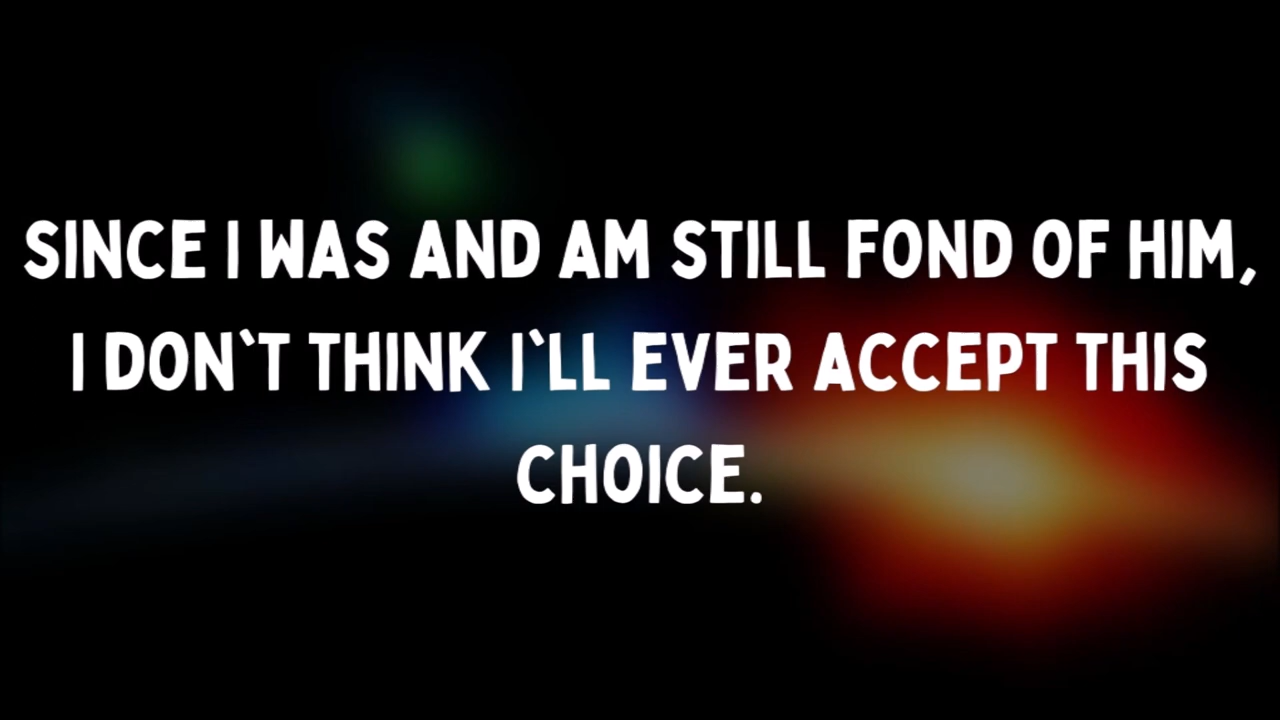 SINCE I WAS AND AM STILL FOND OF HIM,
I DON`T THINK I`LL EVER ACCEPT THIS
CHOICE.